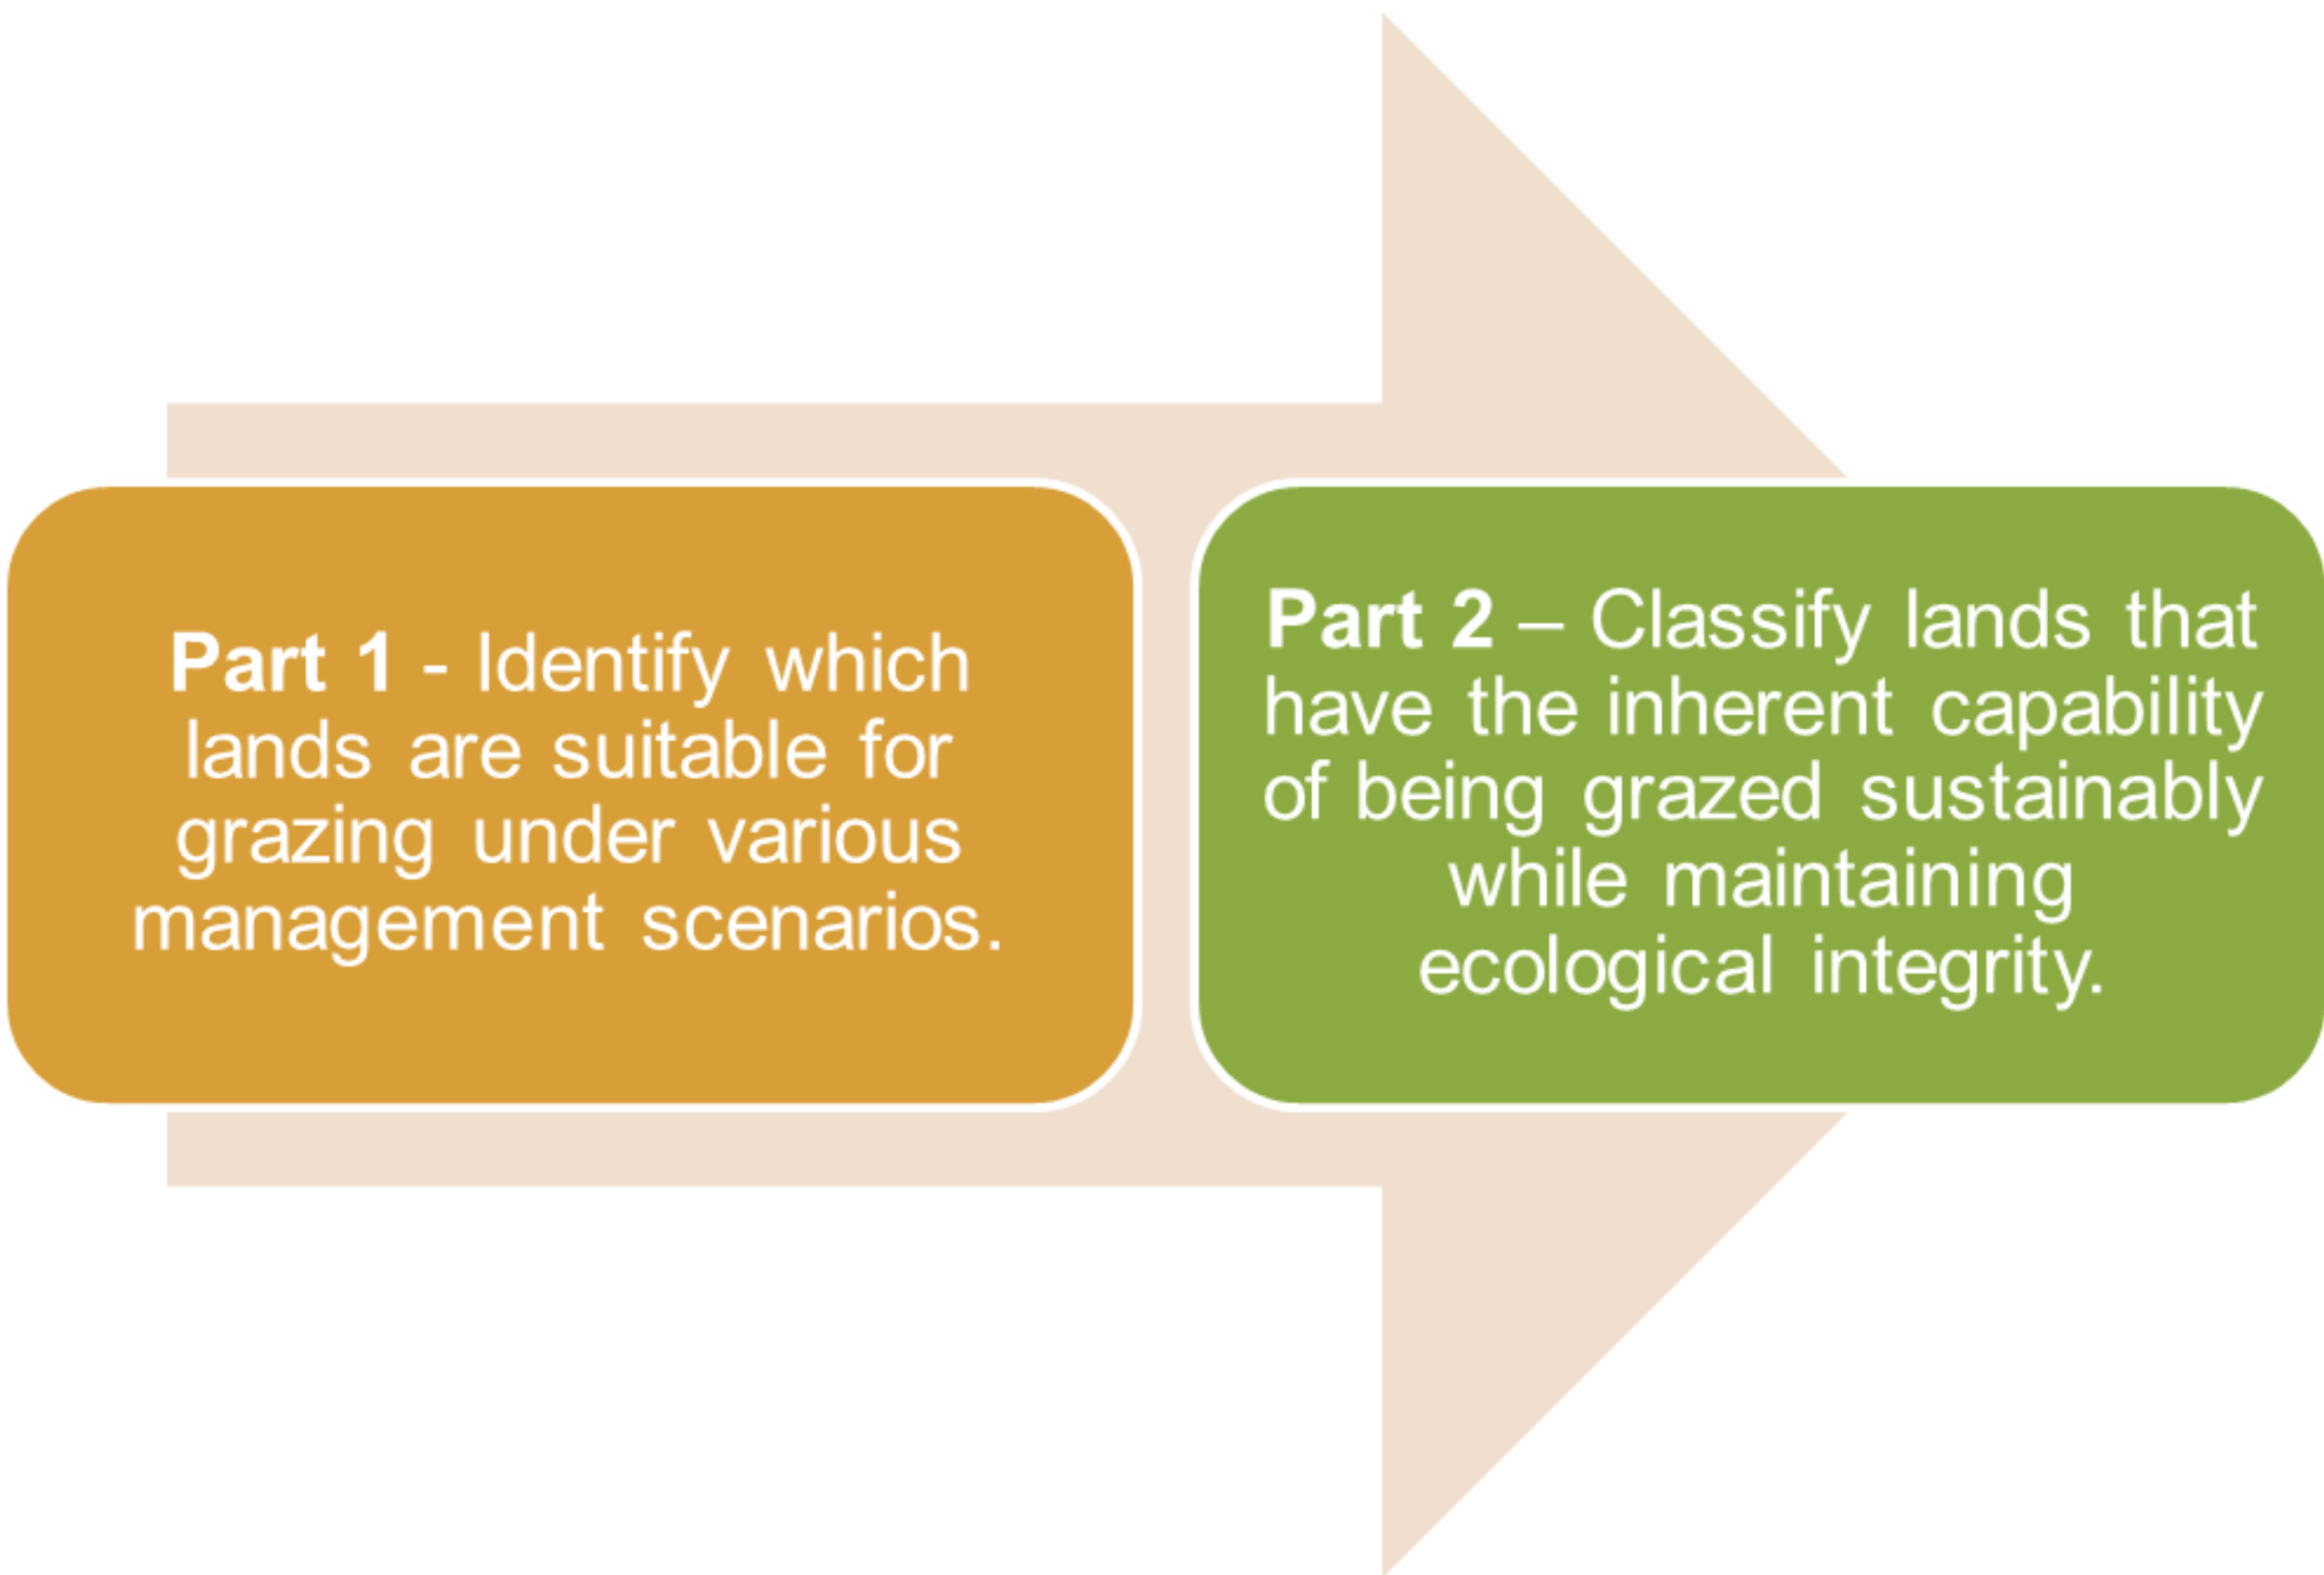 Part 1 - Identify which
lands are suitable for
grazing under various
management scenarios.
Part 2 – Classify lands that
have the inherent capability
of being grazed sustainably
while maintaining
ecological integrity.